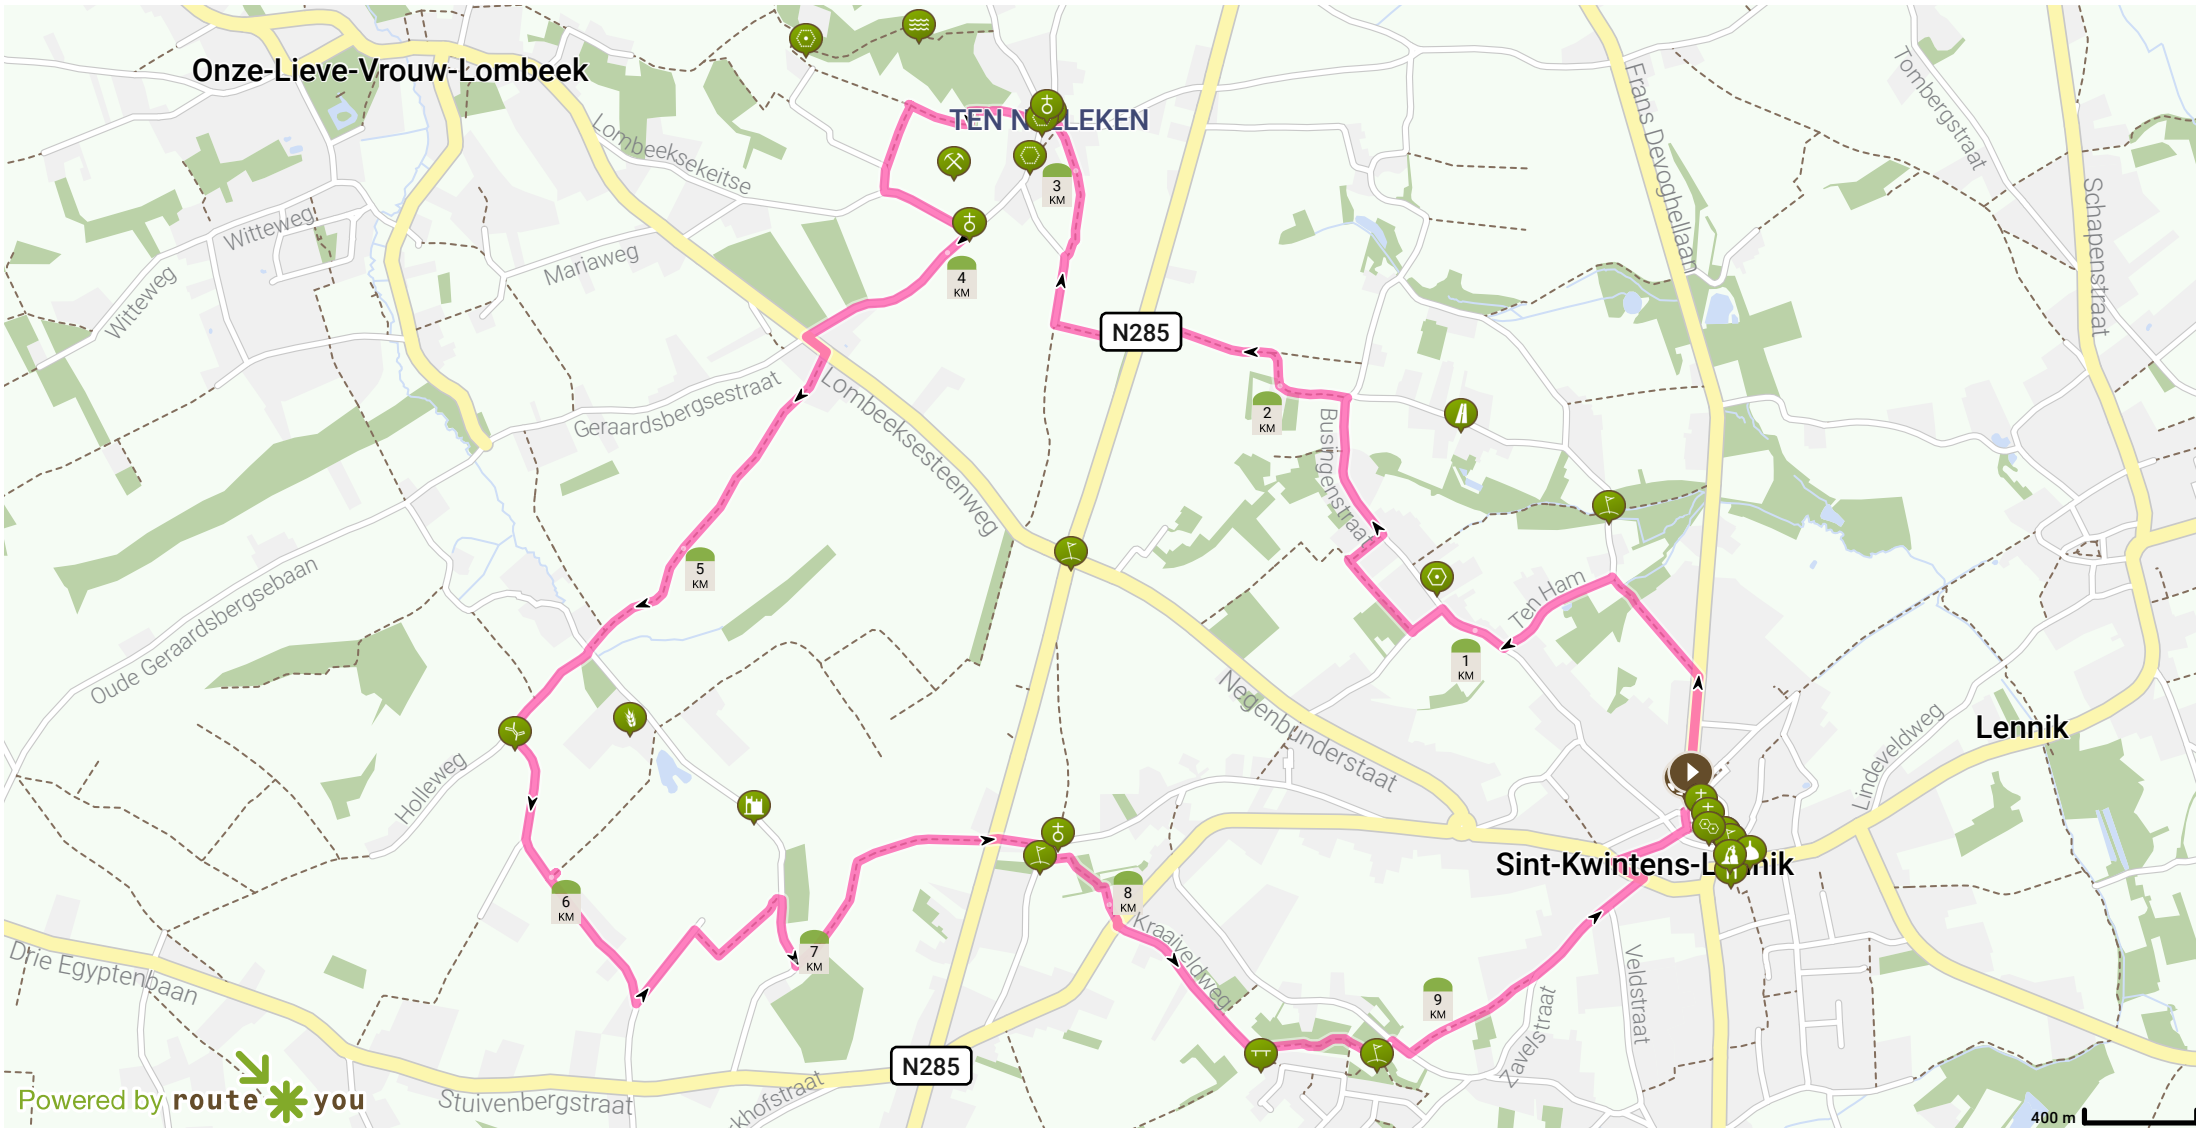 Onze-Lieve-Vrouw-Lombeek
Lombeeksekeitse
TEN N LLEKEN
Frans Devoghellaan
Tombergstraat
Schapenstraat
Witteweg
Witteweg
Mariaweg
3
KM
4
KM
N285
Geraardsbergsestraat
Lombeeksesteenweg
2
KM
Busingenstraat
5
KM
Oude Geraardsbergsebaan
Ten Ham
1
KM
Negenbunderstaat
Lennik
Lindeveldweg
Holleweg
Sint-Kwintens-L nik
6
KM
7
KM
8
KM
Kraaiveldweg
9
KM
Veldstraat
Zavelstraat
Drie Egyptenbaan
N285
Stuivenbergstraat
khofstraat
Powered by route you
400 m